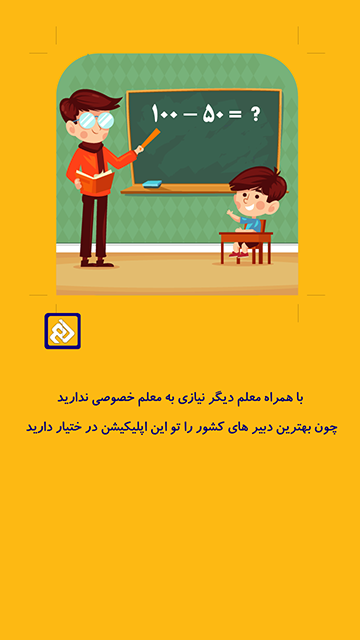 ۱۰۰ – ۵۰ = ?
با همراه معلم دیگر نیازی به معلم خصوصی ندارید
چون بهترین دبیر های کشور را تو این اپلیکیشن در ختیار دارید